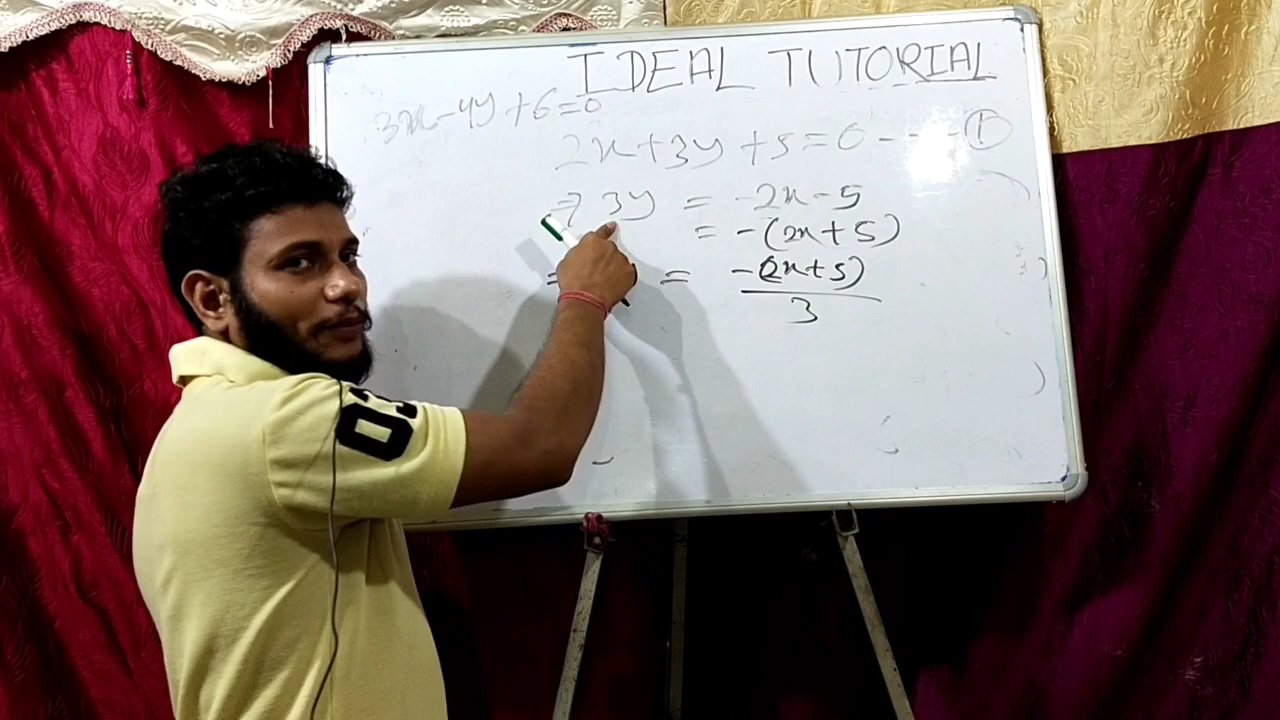 IDEAL TUTORIAL
3x-4y+6=0
2x+3y+5=0 ---- ①
⇒ 3y = -2x-5
= -(2x+5)
= = -(2x+5)/3
03